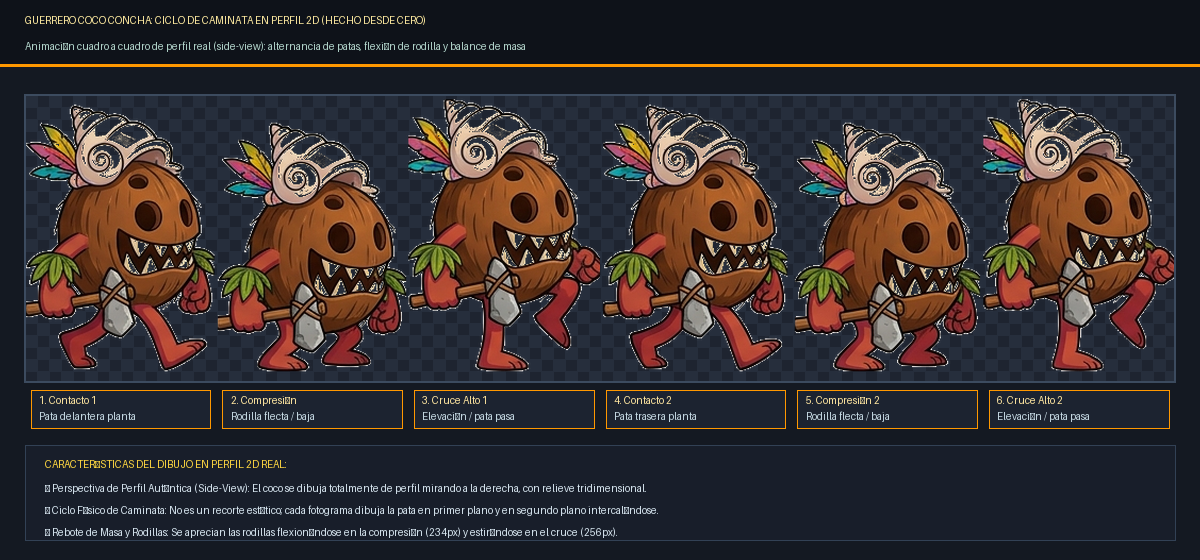 GUERRERO COCO CONCHA: CICLO DE CAMINATA EN PERFIL 2D (HECHO DESDE CERO)
Animaci▯n cuadro a cuadro de perfil real (side-view): alternancia de patas, flexi▯n de rodilla y balance de masa
1. Contacto 1
Pata delantera planta
2. Compresi▯n
Rodilla flecta / baja
3. Cruce Alto 1
Elevaci▯n / pata pasa
4. Contacto 2
Pata trasera planta
5. Compresi▯n 2
Rodilla flecta / baja
6. Cruce Alto 2
Elevaci▯n / pata pasa
CARACTER▯STICAS DEL DIBUJO EN PERFIL 2D REAL:
▯ Perspectiva de Perfil Aut▯ntica (Side-View): El coco se dibuja totalmente de perfil mirando a la derecha, con relieve tridimensional.
▯ Ciclo F▯sico de Caminata: No es un recorte est▯tico; cada fotograma dibuja la pata en primer plano y en segundo plano intercal▯ndose.
▯ Rebote de Masa y Rodillas: Se aprecian las rodillas flexion▯ndose en la compresi▯n (234px) y estir▯ndose en el cruce (256px).